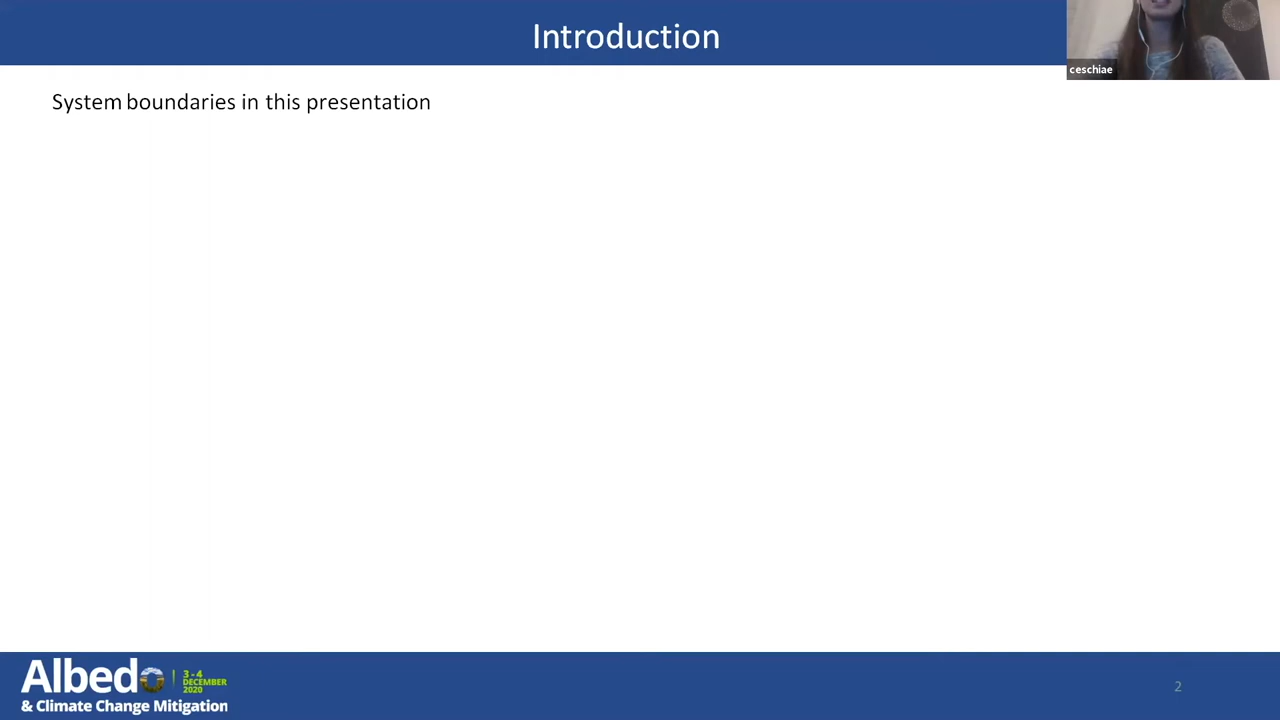 Introduction
ceschiae
System boundaries in this presentation
Albedo
3-4
DECEMBER
2020
& Climate Change Mitigation
2